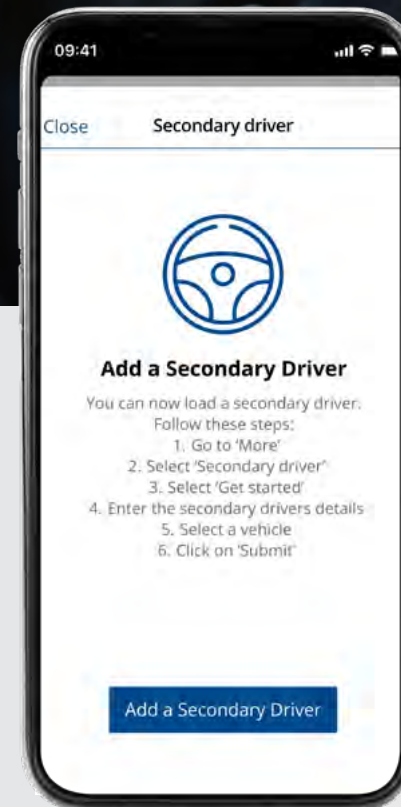 09:41
Close
Secondary driver
Add a Secondary Driver
You can now load a secondary driver.
Follow these steps:
1. Go to ‘More’
2. Select ‘Secondary driver’
3. Select ‘Get started’
4. Enter the secondary drivers details
5. Select a vehicle
6. Click on ‘Submit’
Add a Secondary Driver